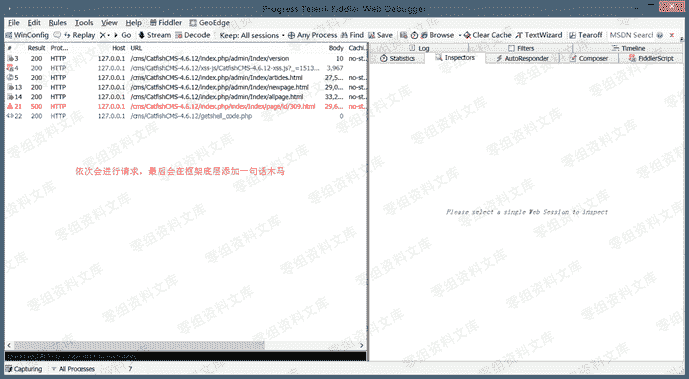 Progress Telerik Fiddler Web Debugger
File Edit Rules Tools View Help Fiddler GeoEdge
WinConfig Replay Go Stream Decode Keep: All sessions Any Process Find Save Browse Clear Cache TextWizard Tearoff MSDN Search
Log Filters Timeline
Statistics Inspectors AutoResponder Composer FiddlerScript
# Result Prot... Host URL Body Cachi...
3 200 HTTP 127.0.0.1 /cms/CatfishCMS-4.6.12/index.php/admin/Index/version 10 no-st...
4 200 HTTP 127.0.0.1 /cms/CatfishCMS-4.6.12-xss.js?_=1513... 3,967
5 200 HTTP 127.0.0.1 /cms/CatfishCMS-4.6.12/index.php/admin/Index/articles.html 27,5... no-st...
13 200 HTTP 127.0.0.1 /cms/CatfishCMS-4.6.12/index.php/admin/Index/newpage.html 29,0... no-st...
14 200 HTTP 127.0.0.1 /cms/CatfishCMS-4.6.12/index.php/admin/Index/allpage.html 33,2... no-st...
21 500 HTTP 127.0.0.1 /cms/CatfishCMS-4.6.12/index.php/index/Index/page/id/309.html 29,6... no-st...
22 200 HTTP 127.0.0.1 /cms/CatfishCMS-4.6.12/getshell_code.php 0
依次会进行请求，最后会在框架底层添加一句话木马
Please select a single Web Session to inspect
Capturing All Processes 7
零组资料文库